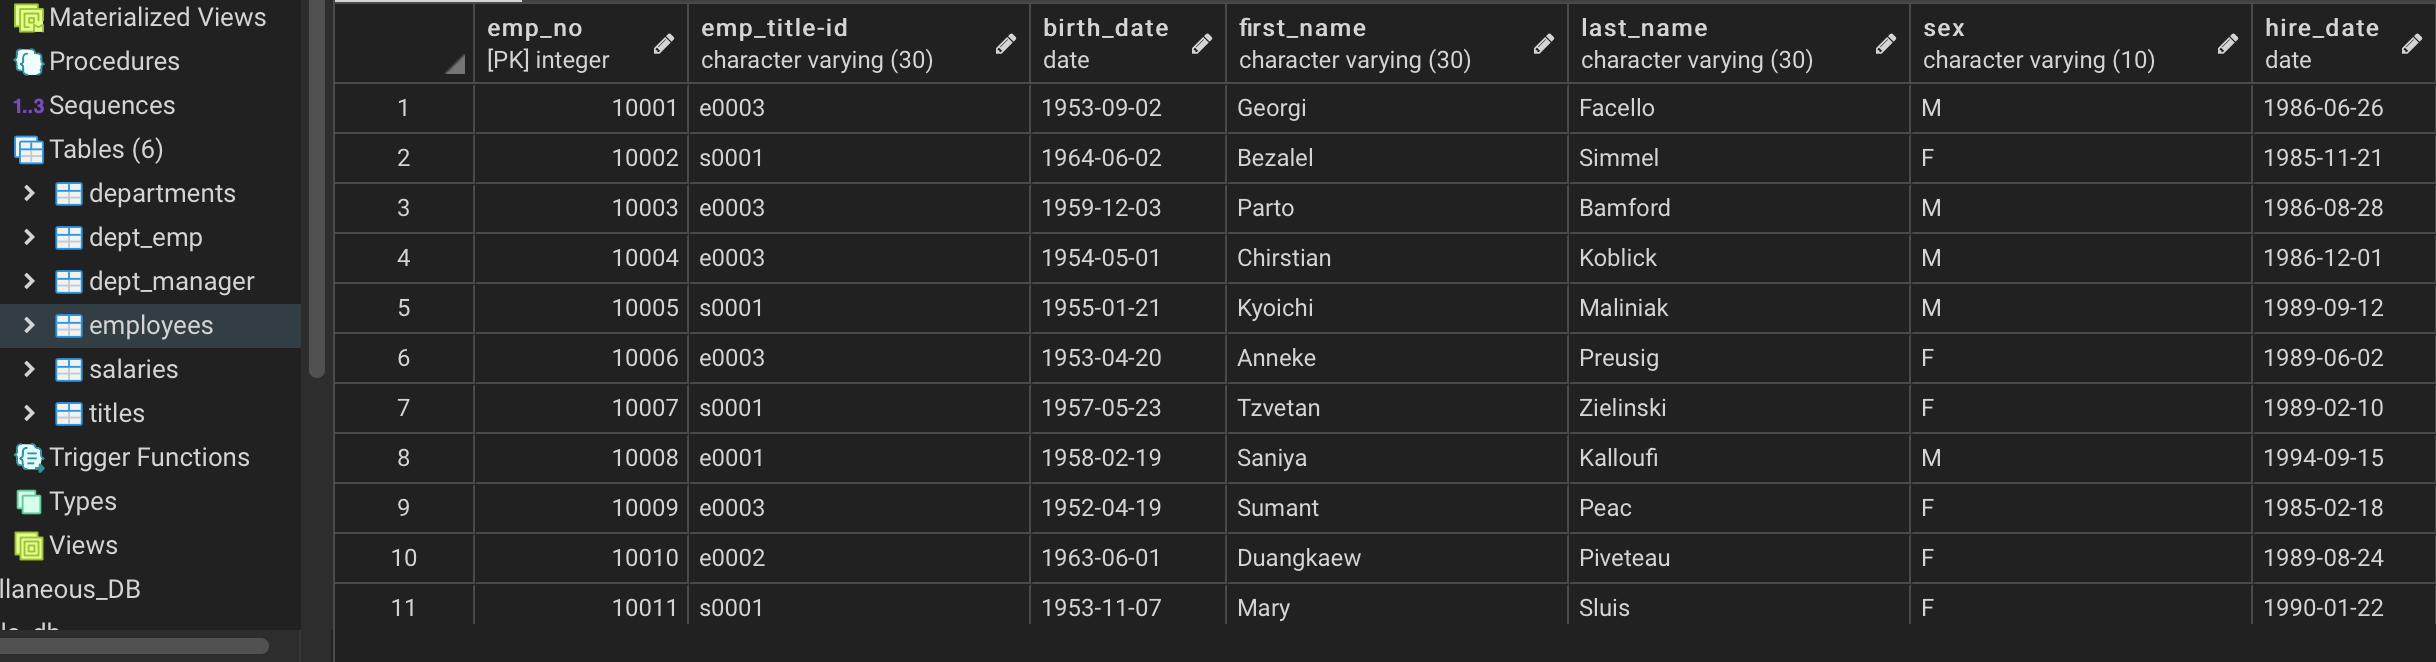 Materialized Views
Procedures
1..3 Sequences
Tables (6)
departments
dept_emp
dept_manager
employees
salaries
titles
Trigger Functions
Types
Views
llaneous_DB
emp_no emp_title-id birth_date first_name last_name sex hire_date
[PK] integer character varying (30) date character varying (30) character varying (30) character varying (10) date
1 10001 e0003 1953-09-02 Georgi Facello M 1986-06-26
2 10002 s0001 1964-06-02 Bezalel Simmel F 1985-11-21
3 10003 e0003 1959-12-03 Parto Bamford M 1986-08-28
4 10004 e0003 1954-05-01 Chirstian Koblick M 1986-12-01
5 10005 s0001 1955-01-21 Kyoichi Maliniak M 1989-09-12
6 10006 e0003 1953-04-20 Anneke Preusig F 1989-06-02
7 10007 s0001 1957-05-23 Tzvetan Zielinski F 1989-02-10
8 10008 e0001 1958-02-19 Saniya Kalloufi M 1994-09-15
9 10009 e0003 1952-04-19 Sumant Peac F 1985-02-18
10 10010 e0002 1963-06-01 Duangkaew Piveteau F 1989-08-24
11 10011 s0001 1953-11-07 Mary Sluis F 1990-01-22